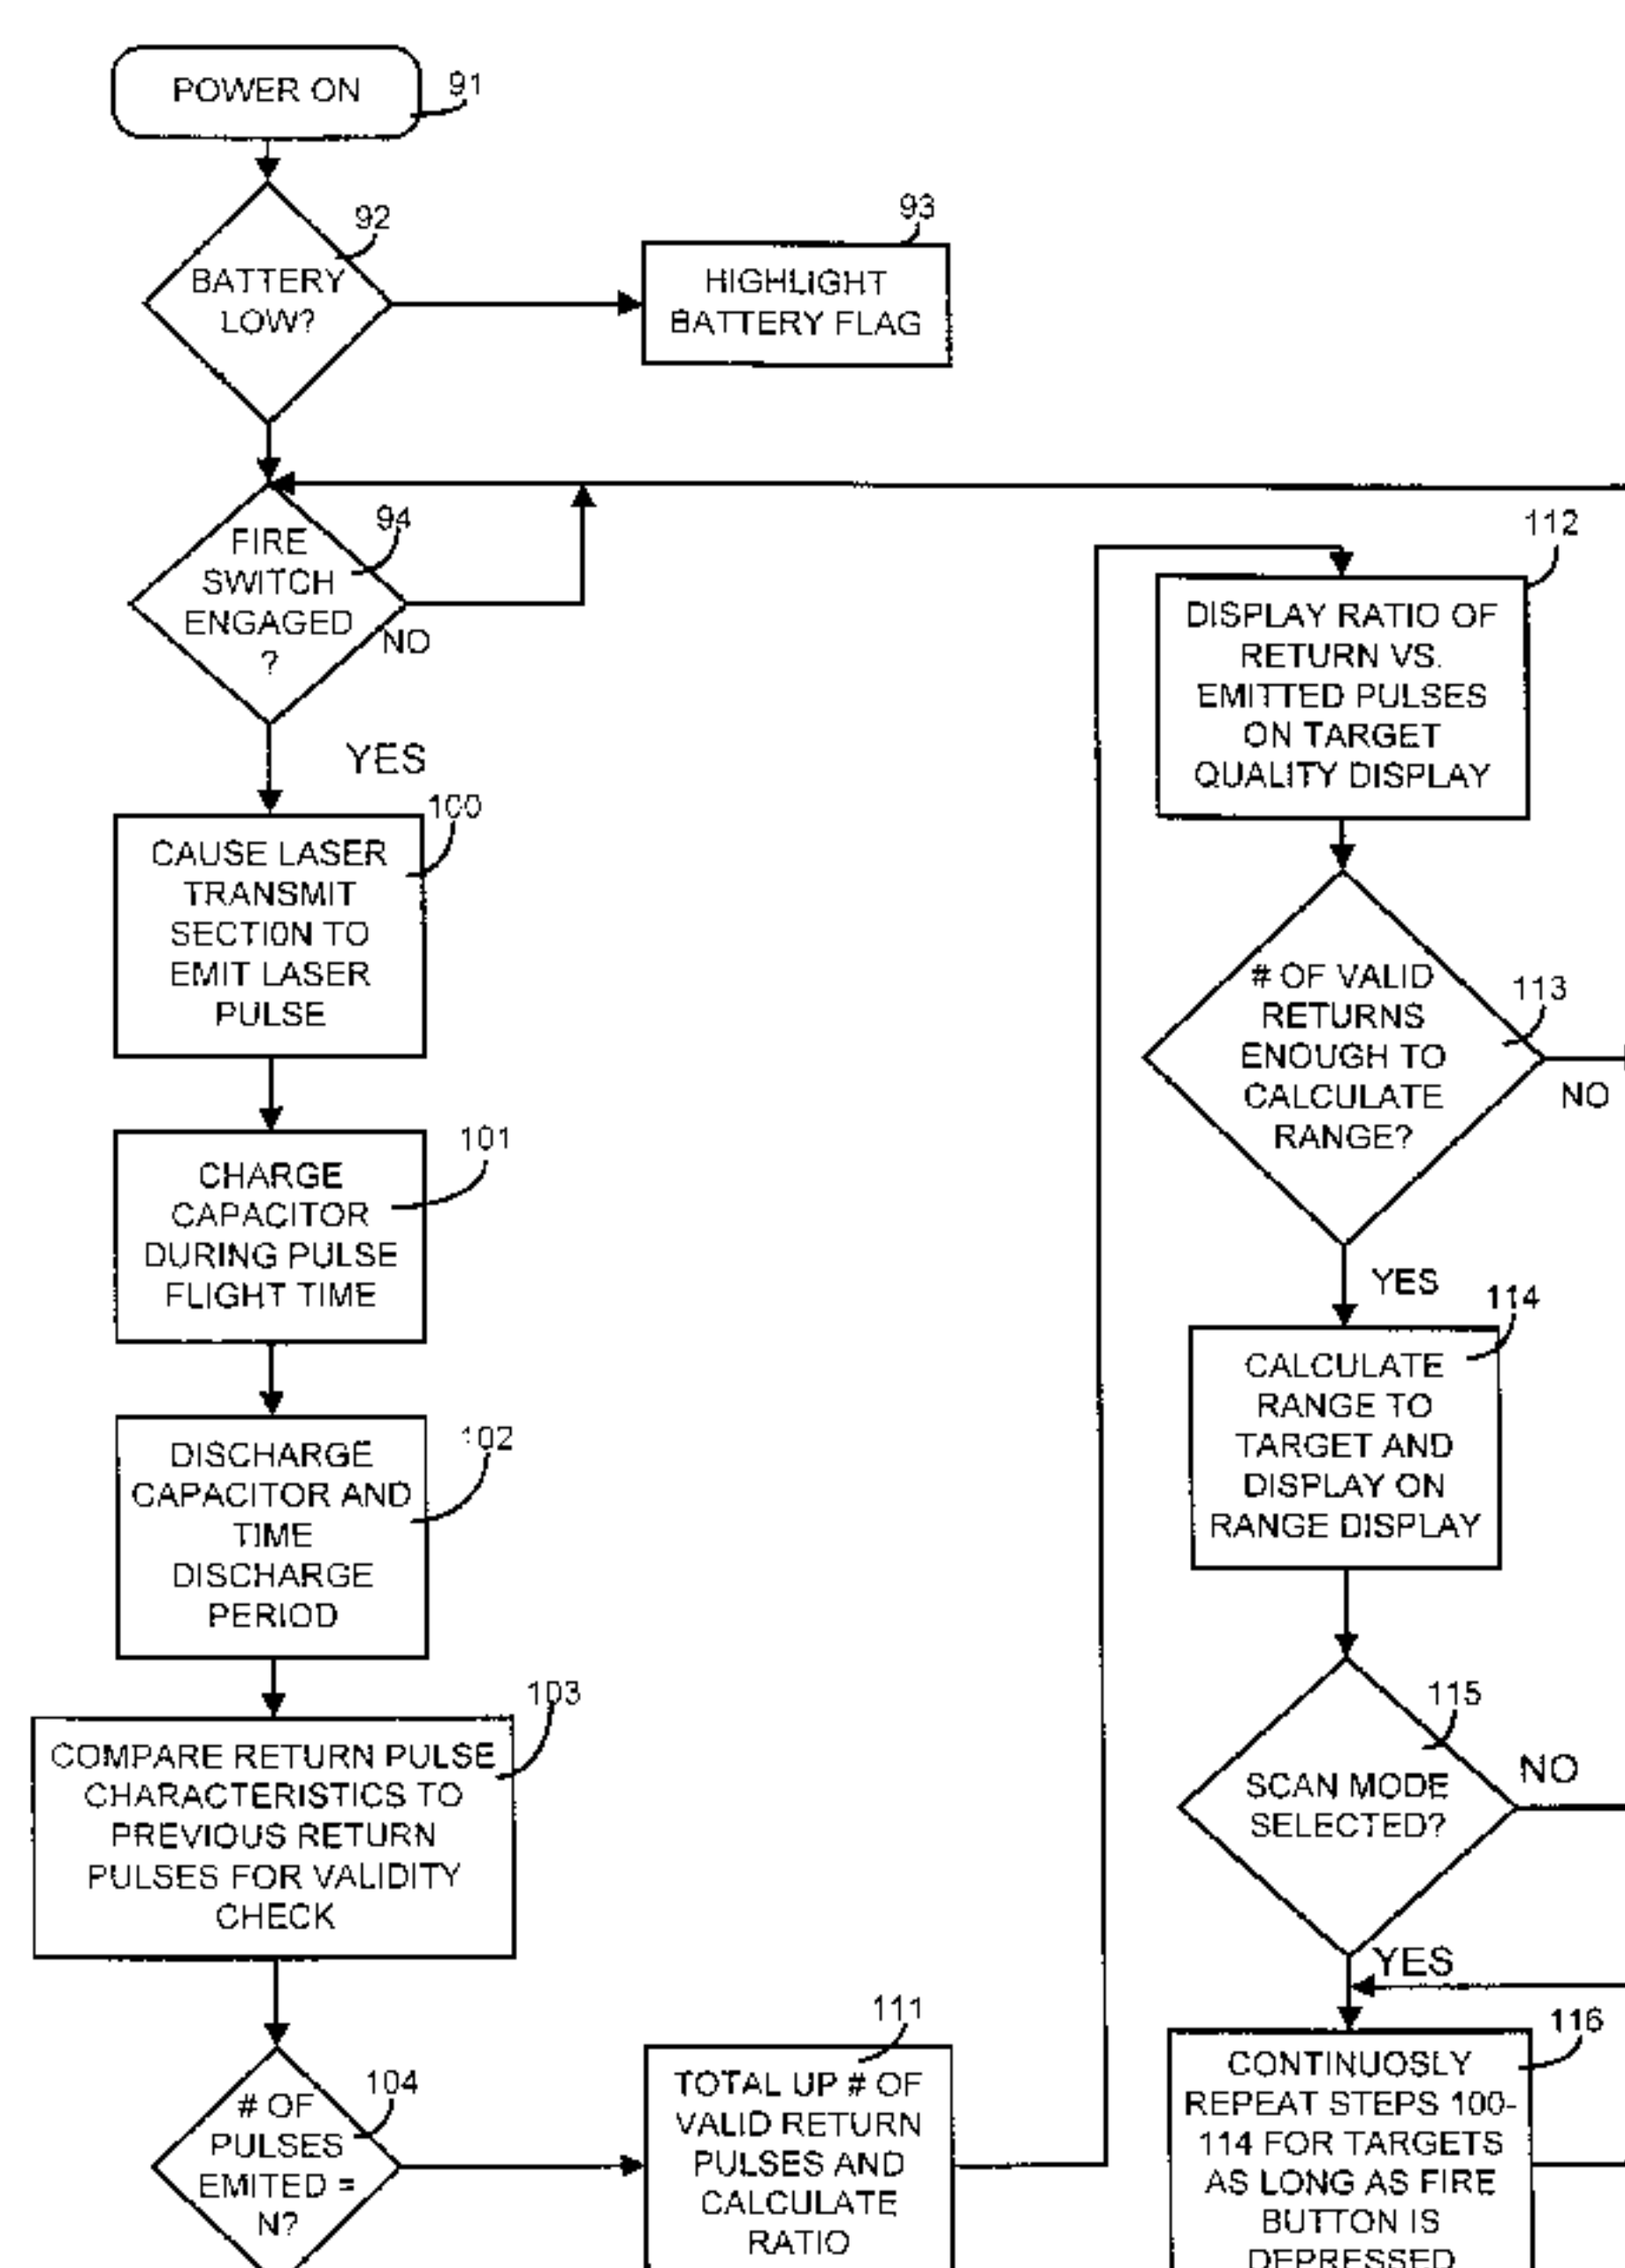 POWER ON
91
92
BATTERY
LOW?
93
HIGHLIGHT
BATTERY FLAG
94
FIRE
SWITCH
ENGAGED
?
NO
YES
100
CAUSE LASER
TRANSMIT
SECTION TO
EMIT LASER
PULSE
101
CHARGE
CAPACITOR
DURING PULSE
FLIGHT TIME
102
DISCHARGE
CAPACITOR AND
TIME
DISCHARGE
PERIOD
103
COMPARE RETURN PULSE
CHARACTERISTICS TO
PREVIOUS RETURN
PULSES FOR VALIDITY
CHECK
104
# OF
PULSES
EMITED =
N?
111
TOTAL UP # OF
VALID RETURN
PULSES AND
CALCULATE
RATIO
112
DISPLAY RATIO OF
RETURN VS.
EMITTED PULSES
ON TARGET
QUALITY DISPLAY
113
# OF VALID
RETURNS
ENOUGH TO
CALCULATE
RANGE?
NO
YES
114
CALCULATE
RANGE TO
TARGET AND
DISPLAY ON
RANGE DISPLAY
115
SCAN MODE
SELECTED?
NO
YES
116
CONTINUOSLY
REPEAT STEPS 100-
114 FOR TARGETS
AS LONG AS FIRE
BUTTON IS
DEPRESSED